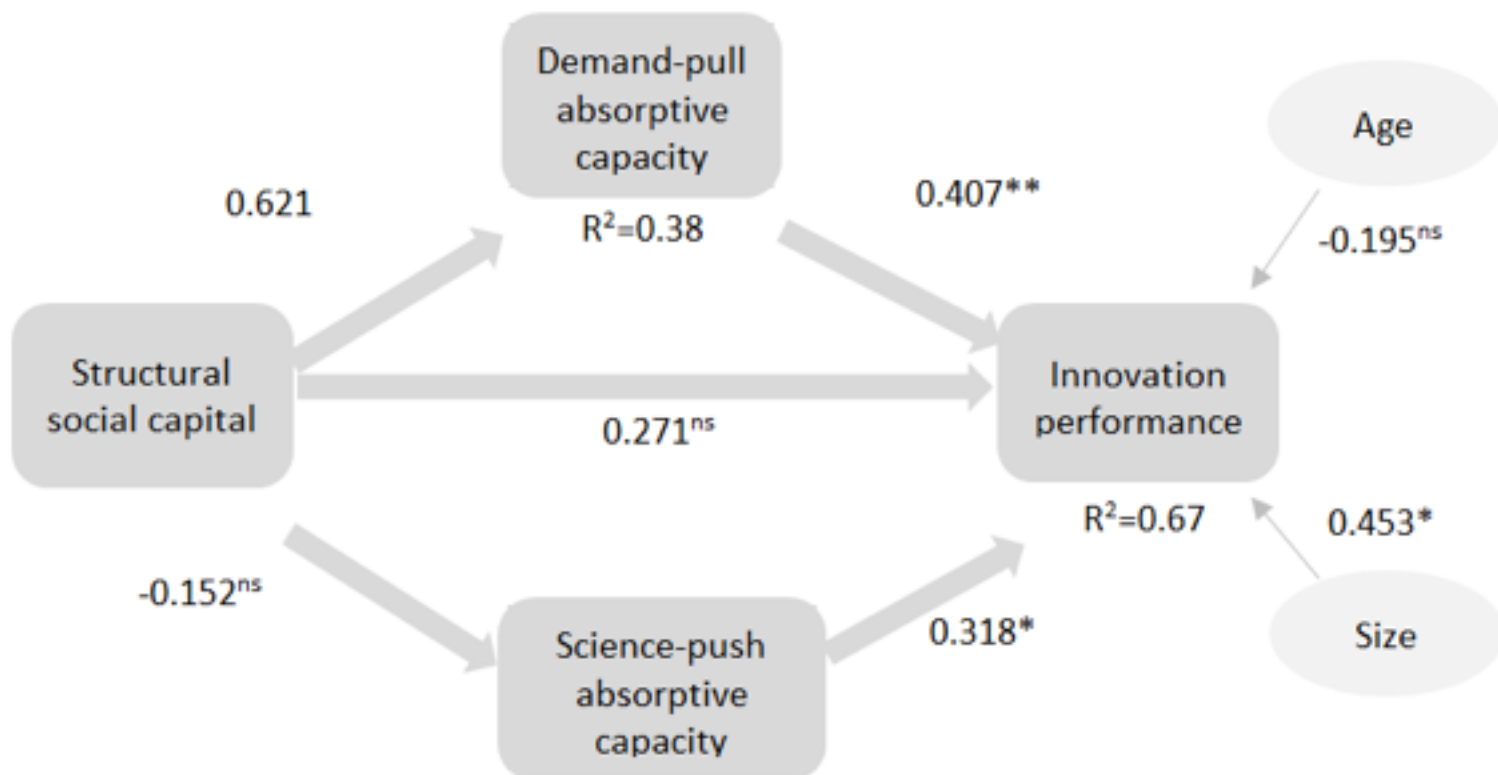 Demand-pull
absorptive
capacity
R²=0.38
Age
0.621
0.407**
-0.195ⁿˢ
Structural
social capital
0.271ⁿˢ
Innovation
performance
R²=0.67
0.453*
-0.152ⁿˢ
0.318*
Science-push
absorptive
capacity
Size